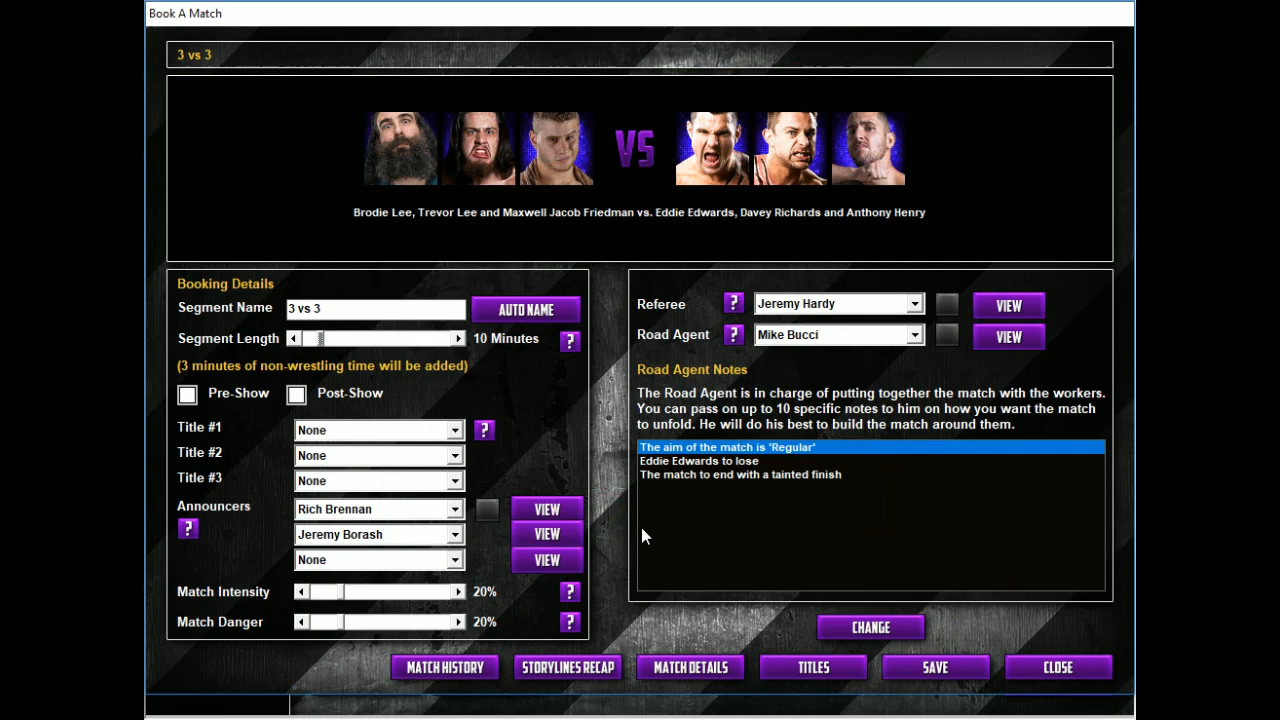 Book A Match
3 vs 3
VS
Brodie Lee, Trevor Lee and Maxwell Jacob Friedman vs. Eddie Edwards, Davey Richards and Anthony Henry
Booking Details
Segment Name 3 vs 3 AUTO NAME
Segment Length 10 Minutes ?
(3 minutes of non-wrestling time will be added)
Pre-Show Post-Show
Title #1 None ?
Title #2 None
Title #3 None
Announcers Rich Brennan VIEW
? Jeremy Borash VIEW
None VIEW
Match Intensity 20% ?
Match Danger 20% ?
Referee ? Jeremy Hardy VIEW
Road Agent ? Mike Bucci VIEW
Road Agent Notes
The Road Agent is in charge of putting together the match with the workers.
You can pass on up to 10 specific notes to him on how you want the match
to unfold. He will do his best to build the match around them.
The aim of the match is 'Regular'
Eddie Edwards to lose
The match to end with a tainted finish
CHANGE
MATCH HISTORY STORYLINES RECAP MATCH DETAILS TITLES SAVE CLOSE